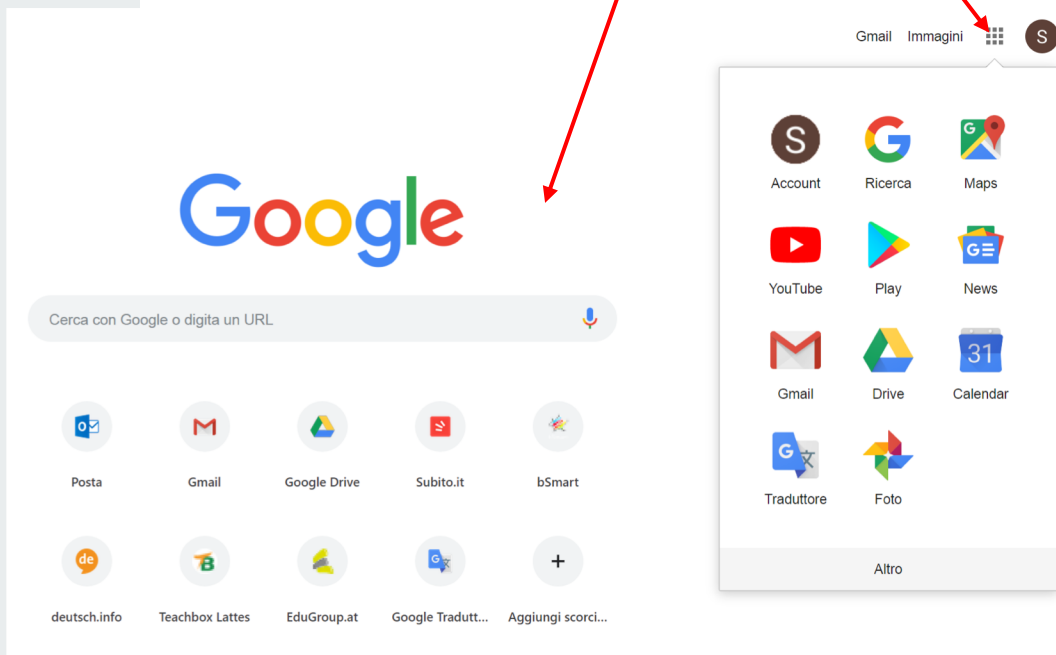 Gmail Immagini S
S
Account Ricerca Maps
YouTube Play News
31
Gmail Drive Calendar
Traduttore Foto
Altro
Google
Cerca con Google o digita un URL
Posta Gmail Google Drive Subito.it bSmart
de
deutsch.info Teachbox Lattes EduGroup.at Google Tradutt... Aggiungi scorci...